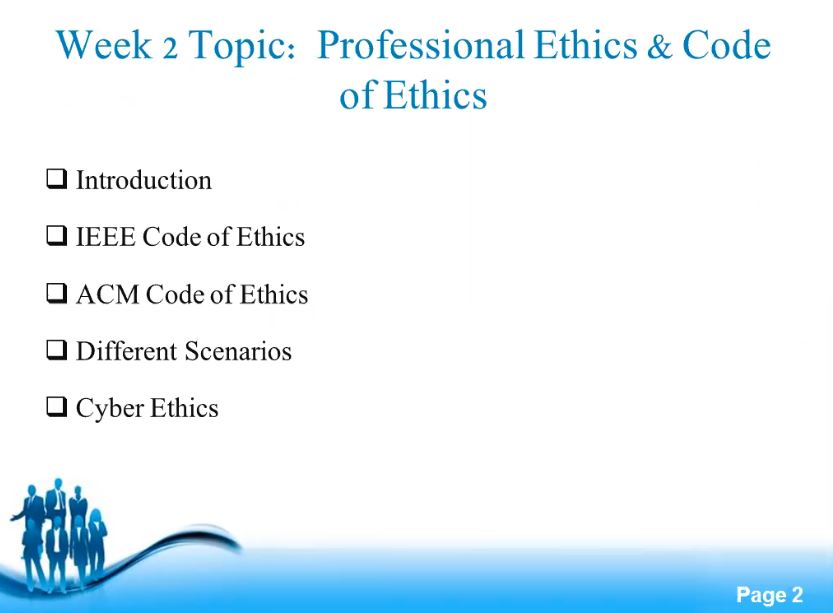 Week 2 Topic: Professional Ethics & Code
of Ethics
❑ Introduction
❑ IEEE Code of Ethics
❑ ACM Code of Ethics
❑ Different Scenarios
❑ Cyber Ethics
Page 2